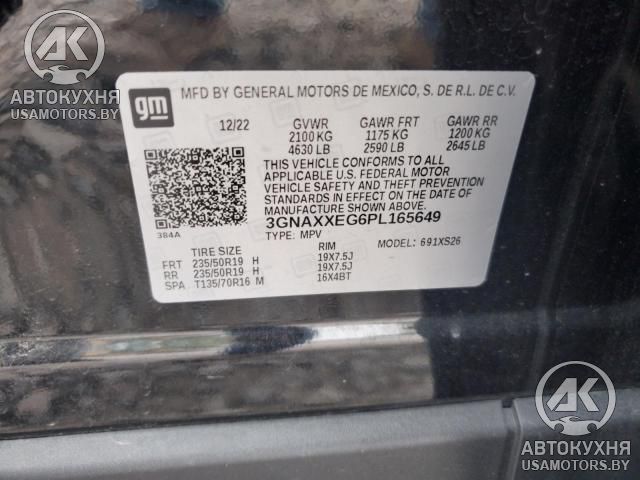 AK
АВТОКУХНЯ
USAMOTORS.BY
gm
MFD BY GENERAL MOTORS DE MEXICO, S. DE R.L. DE C.V.
12/22 GVWR GAWR FRT GAWR RR
2100 KG 1175 KG 1200 KG
4630 LB 2590 LB 2645 LB
THIS VEHICLE CONFORMS TO ALL
APPLICABLE U.S. FEDERAL MOTOR
VEHICLE SAFETY AND THEFT PREVENTION
STANDARDS IN EFFECT ON THE DATE OF
MANUFACTURE SHOWN ABOVE.
3GNAXXEG6PL165649
TYPE: MPV MODEL: 691XS26
384A
TIRE SIZE RIM
FRT 235/50R19 H 19X7.5J
RR 235/50R19 H 19X7.5J
SPA T135/70R16 M 16X4BT
AK
АВТОКУХНЯ
USAMOTORS.BY